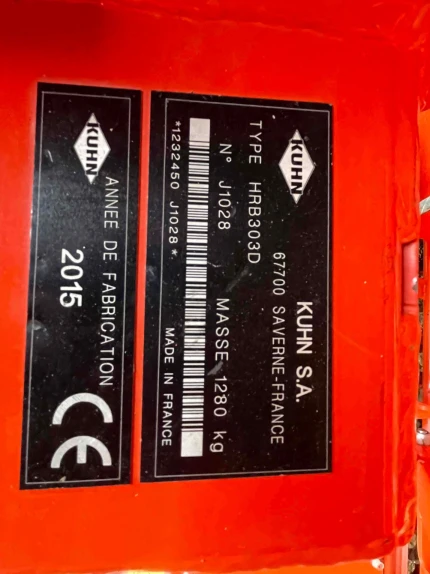 KUHN
KUHN S.A.
67700 SAVERNE-FRANCE
TYPE HRB303D
N° J1028 MASSE 1280 kg
*1232450 J1028*
MADE IN FRANCE
KUHN
ANNEE DE FABRICATION
2015
CE